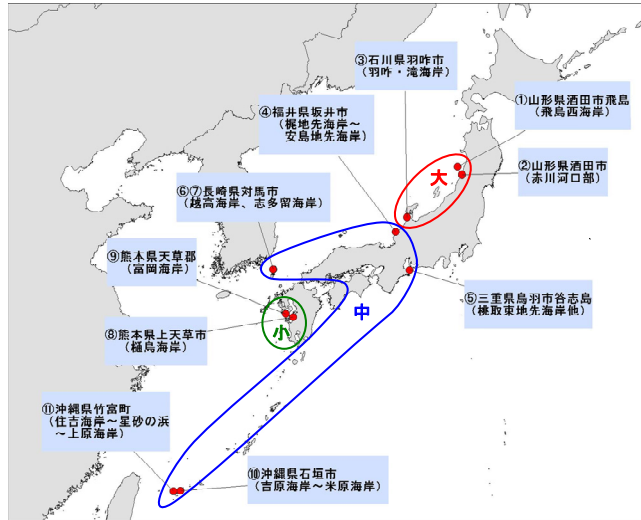 ③石川県羽咋市
（羽咋・滝海岸）
①山形県酒田市飛島
（飛島西海岸）
④福井県坂井市
（梶地先海岸～
安島地先海岸）
②山形県酒田市
（赤川河口部）
大
⑥⑦長崎県対馬市
（越高海岸、志多留海岸）
⑨熊本県天草郡
（富岡海岸）
⑤三重県鳥羽市答志島
（桃取東地先海岸他）
中
⑧熊本県上天草市
（樋島海岸）
小
⑪沖縄県竹富町
（住吉海岸～星砂の浜
～上原海岸）
⑩沖縄県石垣市
（吉原海岸～米原海岸）